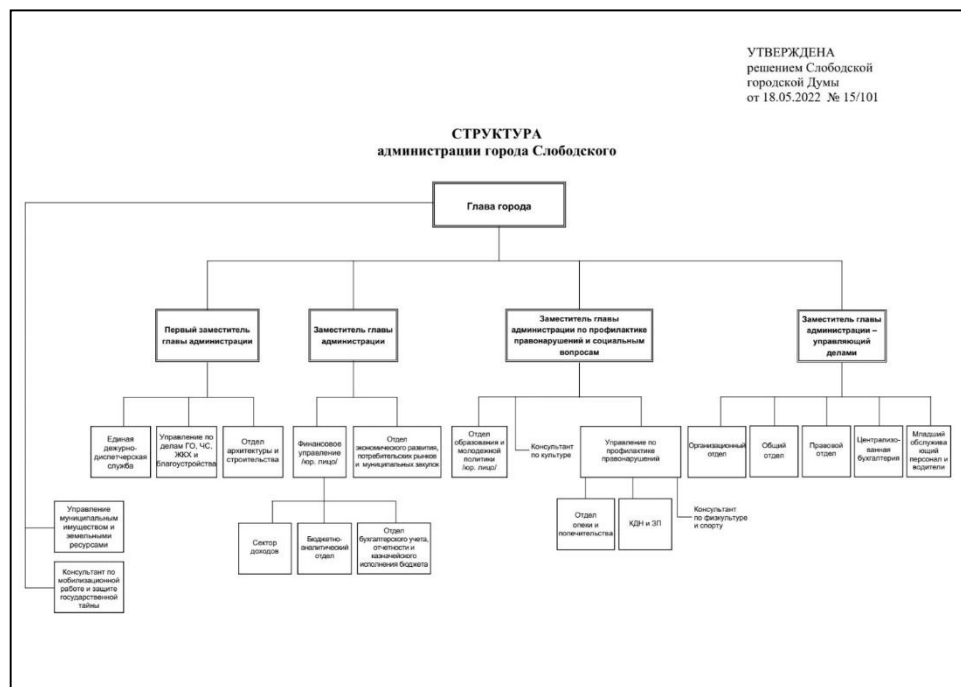 УТВЕРЖДЕНА
решением Слободской
городской Думы
от 18.05.2022 № 15/101
СТРУКТУРА
администрации города Слободского
Глава города
Первый заместитель
главы администрации
Заместитель главы
администрации
Заместитель главы
администрации по профилактике
правонарушений и социальным
вопросам
Заместитель главы
администрации –
управляющий
делами
Единая
дежурно-
диспетчерская
служба
Управление по
делам ГО, ЧС,
ЖКХ и
благоустройства
Отдел
архитектуры и
строительства
Финансовое
управление
/юр. лицо/
Отдел
экономического развития,
потребительских рынков
и муниципальных закупок
Отдел
образования и
молодежной
политики
/юр. лицо/
Консультант
по культуре
Управление по
профилактике
правонарушений
Организационный
отдел
Общий
отдел
Правовой
отдел
Централизо-
ванная
бухгалтерия
Младший
обслужива
ющий
персонал и
водители
Управление
муниципальным
имуществом и
земельными
ресурсами
Сектор
доходов
Бюджетно-
аналитический
отдел
Отдел
бухгалтерского учета,
отчетности и
казначейского
исполнения бюджета
Отдел
опеки и
попечительства
КДН и ЗП
Консультант
по физкультуре и
спорту
Консультант по
мобилизационной
работе и защите
государственной
тайны